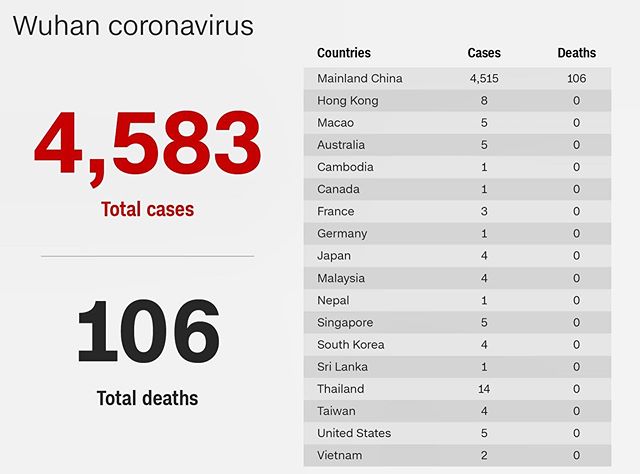 Wuhan coronavirus
4,583
Total cases
106
Total deaths
Countries Cases Deaths
Mainland China 4,515 106
Hong Kong 8 0
Macao 5 0
Australia 5 0
Cambodia 1 0
Canada 1 0
France 3 0
Germany 1 0
Japan 4 0
Malaysia 4 0
Nepal 1 0
Singapore 5 0
South Korea 4 0
Sri Lanka 1 0
Thailand 14 0
Taiwan 4 0
United States 5 0
Vietnam 2 0